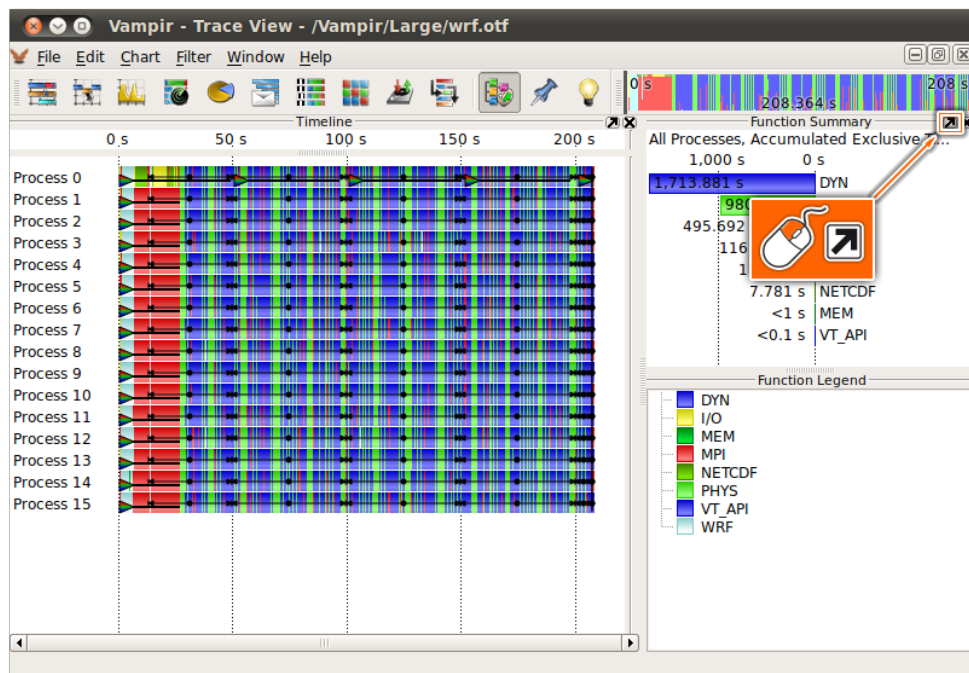 Vampir - Trace View - /Vampir/Large/wrf.otf
File Edit Chart Filter Window Help
0 s 208 s
208.364 s
Timeline
0 s 50 s 100 s 150 s 200 s
Process 0
Process 1
Process 2
Process 3
Process 4
Process 5
Process 6
Process 7
Process 8
Process 9
Process 10
Process 11
Process 12
Process 13
Process 14
Process 15
Function Summary
All Processes, Accumulated Exclusive T...
1,000 s 0 s
1,713.881 s DYN
980
495.692
116
1
7.781 s NETCDF
<1 s MEM
<0.1 s VT_API
Function Legend
DYN
I/O
MEM
MPI
NETCDF
PHYS
VT_API
WRF